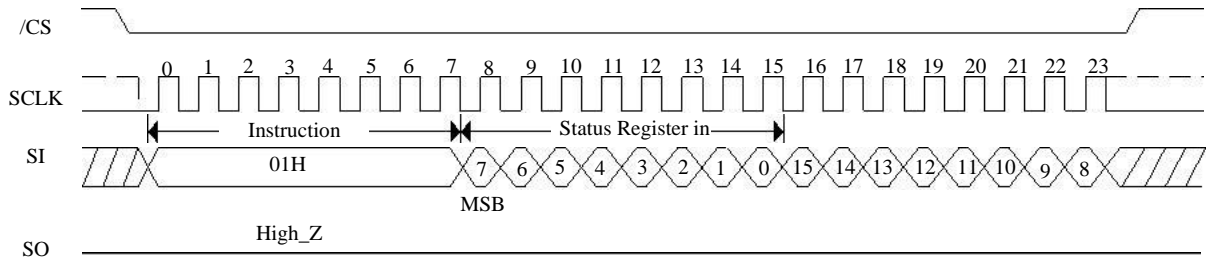 /CS
0 1 2 3 4 5 6 7 8 9 10 11 12 13 14 15 16 17 18 19 20 21 22 23
SCLK
Instruction Status Register in
SI 01H 7 6 5 4 3 2 1 0 15 14 13 12 11 10 9 8
MSB
High_Z
SO